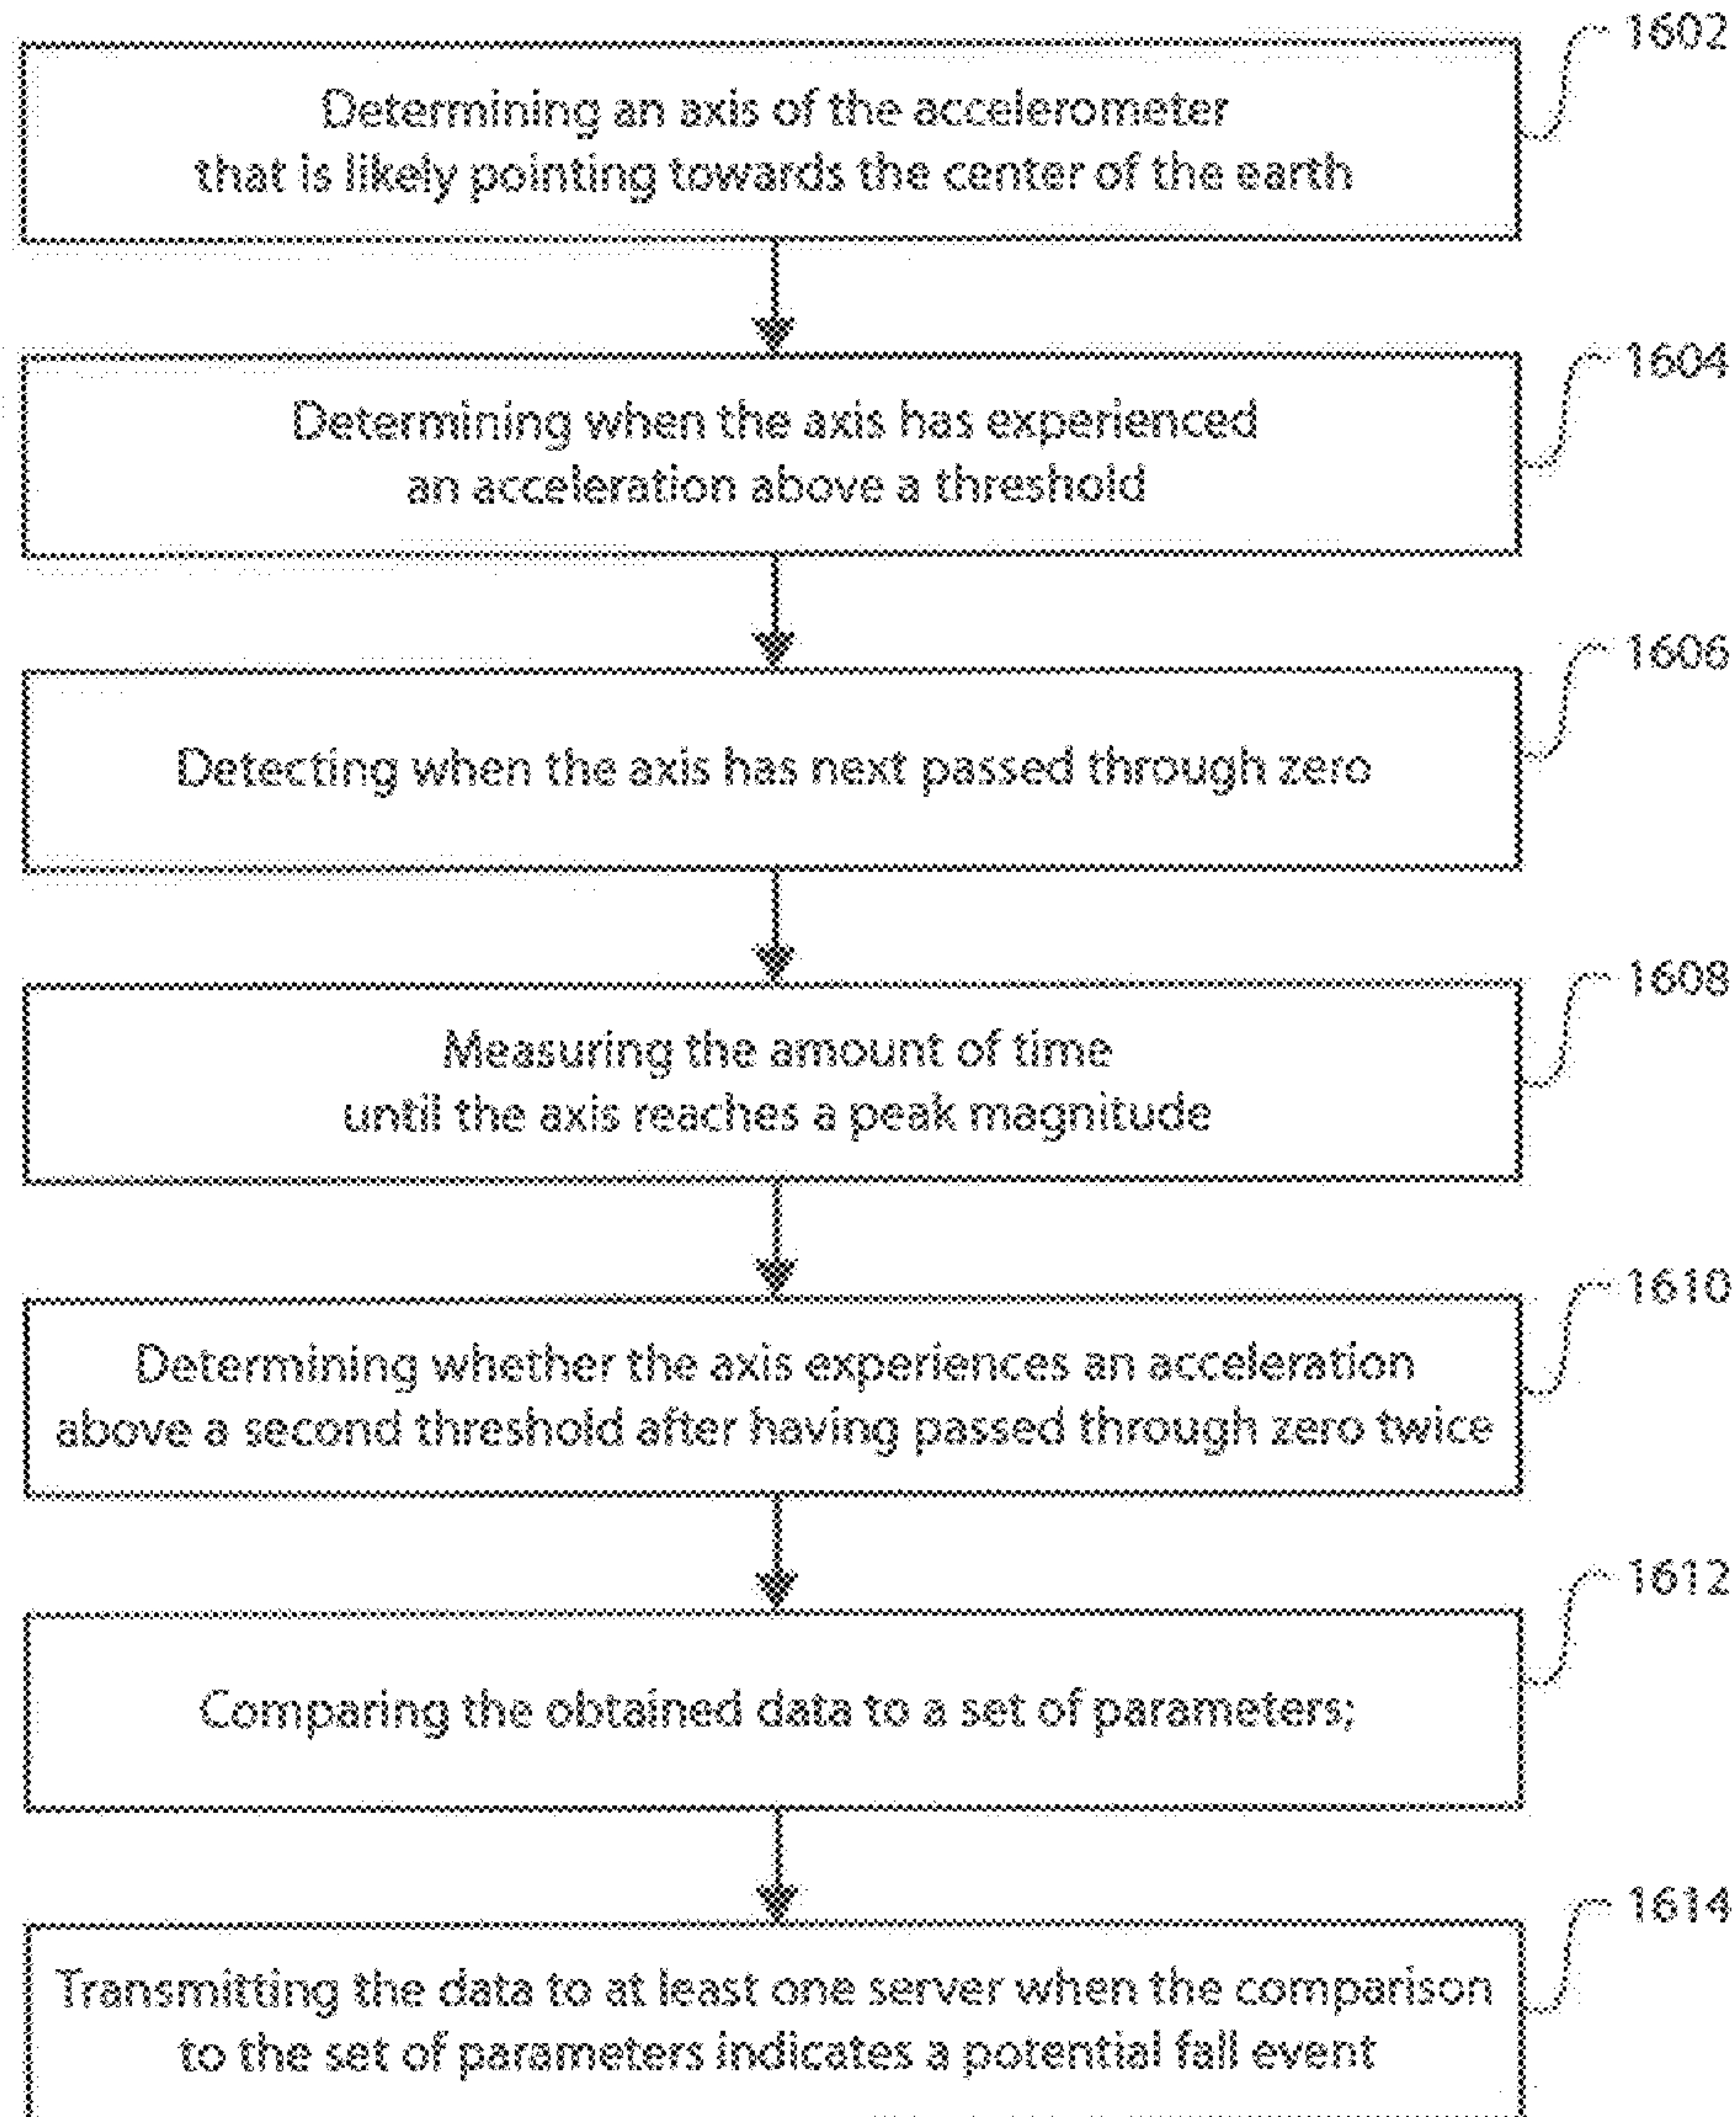 1602
Determining an axis of the accelerometer
that is likely pointing towards the center of the earth
1604
Determining when the axis has experienced
an acceleration above a threshold
1606
Detecting when the axis has next passed through zero
1608
Measuring the amount of time
until the axis reaches a peak magnitude
1610
Determining whether the axis experiences an acceleration
above a second threshold after having passed through zero twice
1612
Comparing the obtained data to a set of parameters;
1614
Transmitting the data to at least one server when the comparison
to the set of parameters indicates a potential fall event